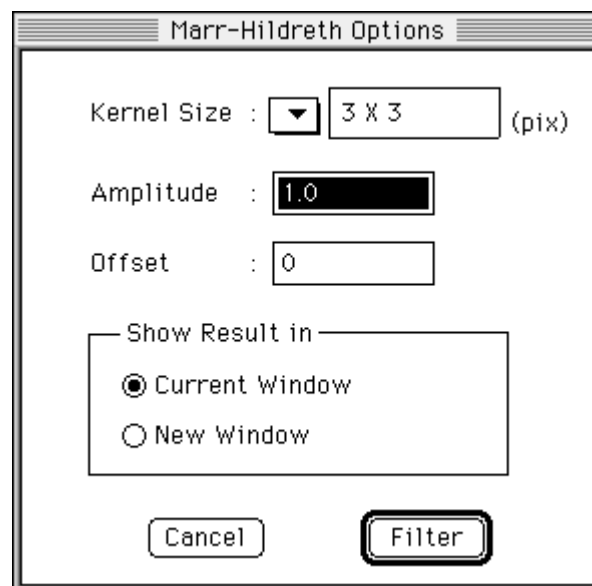 Marr-Hildreth Options
Kernel Size : 3 X 3 (pix)
Amplitude : 1.0
Offset : 0
Show Result in
Current Window
New Window
Cancel Filter